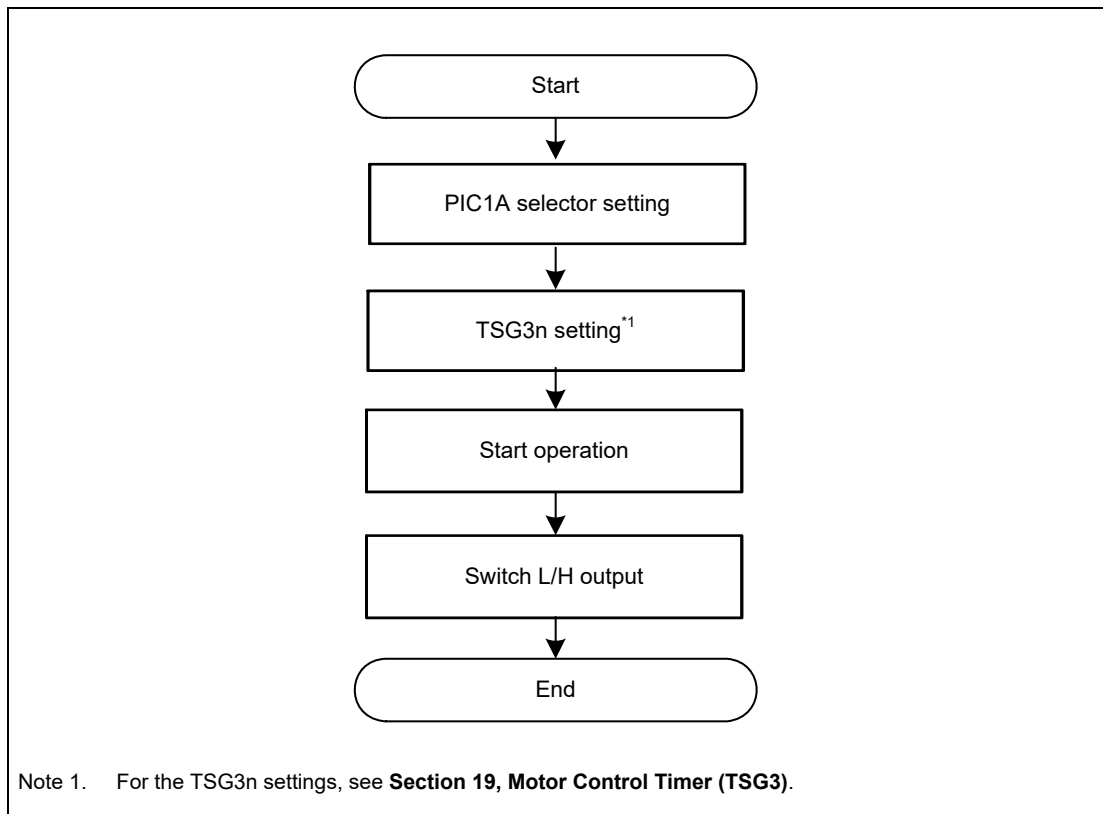 Start
PIC1A selector setting
TSG3n setting*1
Start operation
Switch L/H output
End
Note 1. For the TSG3n settings, see Section 19, Motor Control Timer (TSG3).